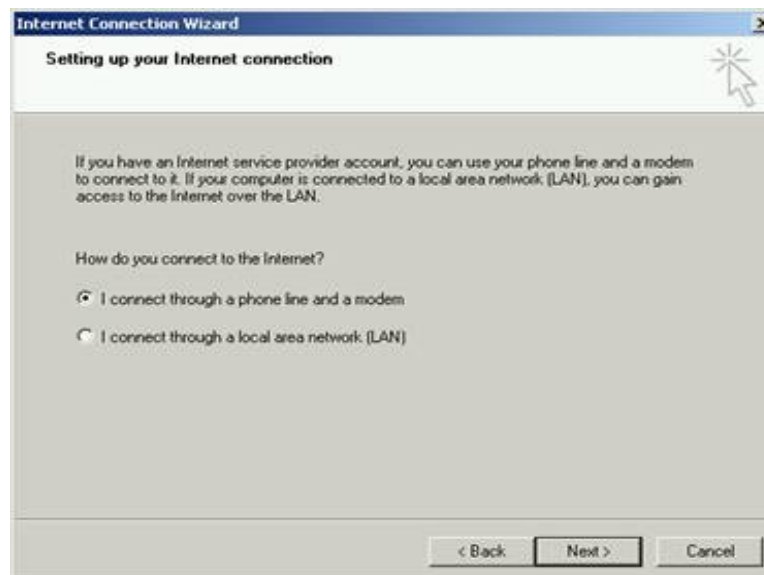 Internet Connection Wizard
Setting up your Internet connection
If you have an Internet service provider account, you can use your phone line and a modem
to connect to it. If your computer is connected to a local area network (LAN), you can gain
access to the Internet over the LAN.
How do you connect to the Internet?
I connect through a phone line and a modem
I connect through a local area network (LAN)
< Back Next > Cancel